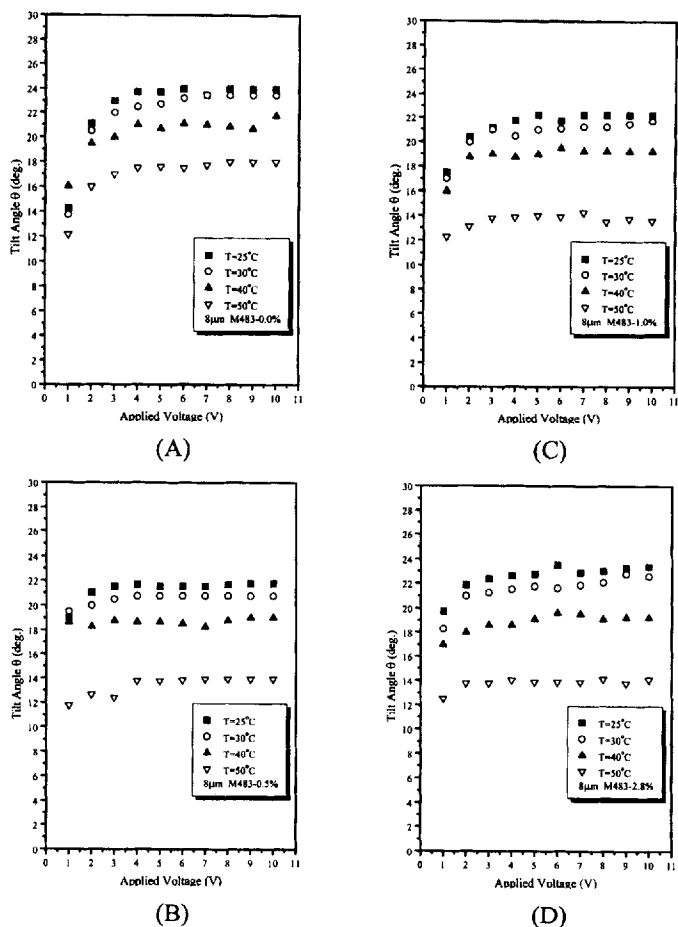 30
28
26
24
22
20
18
16
14
12
10
8
6
4
2
0
Tilt Angle θ (deg.)
T=25°C
T=30°C
T=40°C
T=50°C
8μm M483-0.0%
0 1 2 3 4 5 6 7 8 9 10 11
Applied Voltage (V)
(A)
30
28
26
24
22
20
18
16
14
12
10
8
6
4
2
0
Tilt Angle θ (deg.)
T=25°C
T=30°C
T=40°C
T=50°C
8μm M483-1.0%
0 1 2 3 4 5 6 7 8 9 10 11
Applied Voltage (V)
(C)
30
28
26
24
22
20
18
16
14
12
10
8
6
4
2
0
Tilt Angle θ (deg.)
T=25°C
T=30°C
T=40°C
T=50°C
8μm M483-0.5%
0 1 2 3 4 5 6 7 8 9 10 11
Applied Voltage (V)
(B)
30
28
26
24
22
20
18
16
14
12
10
8
6
4
2
0
Tilt Angle θ (deg.)
T=25°C
T=30°C
T=40°C
T=50°C
8μm M483-2.8%
0 1 2 3 4 5 6 7 8 9 10 11
Applied Voltage (V)
(D)